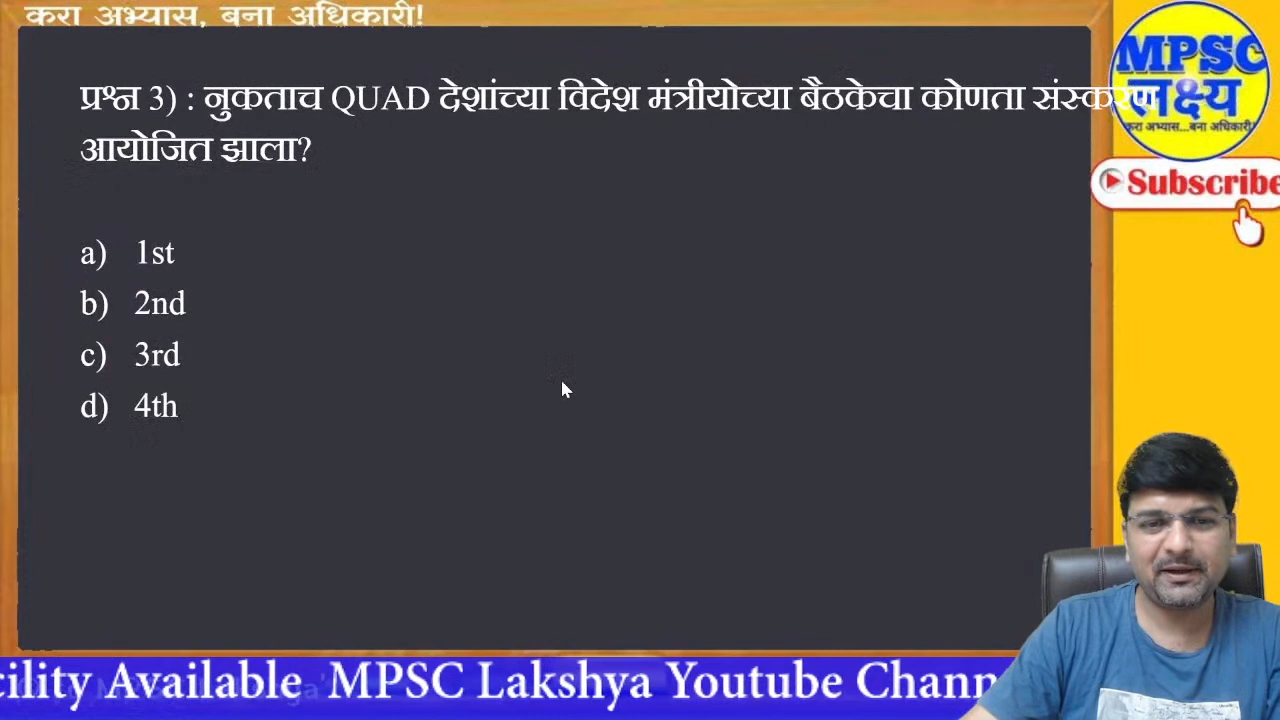 करा अभ्यास, बना अधिकारी!
प्रश्न 3) : नुकताच QUAD देशांच्या विदेश मंत्रीयोच्या बैठकेचा कोणता संस्करण
आयोजित झाला?
a) 1st
b) 2nd
c) 3rd
d) 4th
MPSC
लक्ष्य
करा अभ्यास...बना अधिकारी!
Subscribe
cility Available MPSC Lakshya Youtube Chann